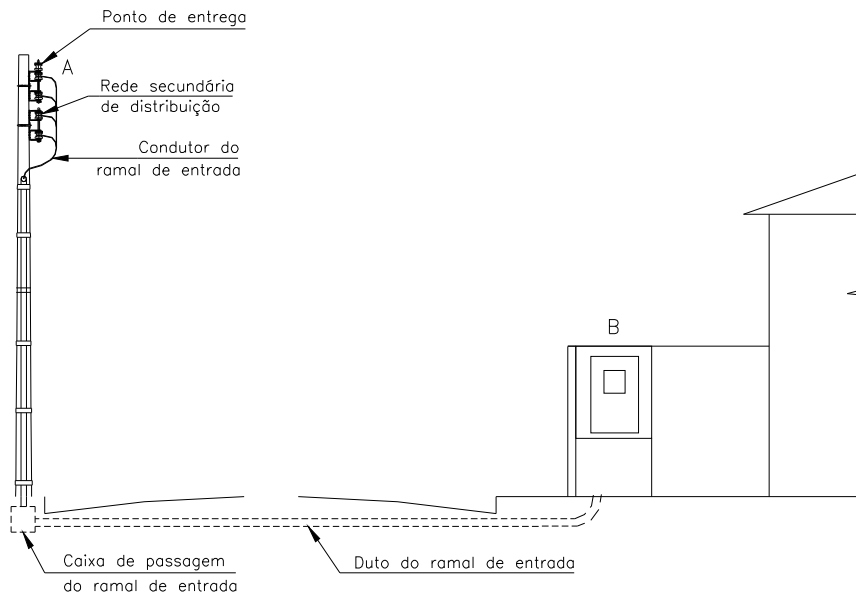 Ponto de entrega
A
Rede secundária
de distribuição
Condutor do
ramal de entrada
B
Caixa de passagem
do ramal de entrada
Duto do ramal de entrada